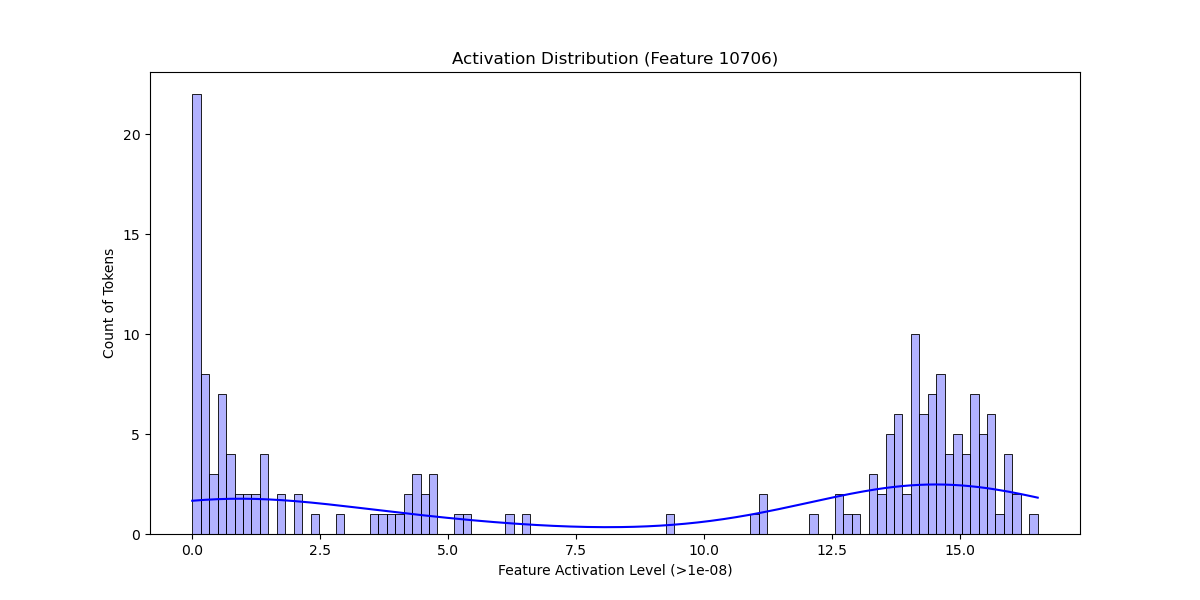 Activation Distribution (Feature 10706)
Count of Tokens
20
15
10
5
0
0.0 2.5 5.0 7.5 10.0 12.5 15.0
Feature Activation Level (>1e-08)